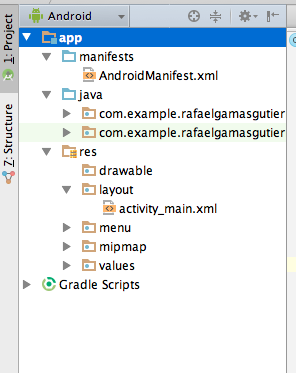 1: Project
Z: Structure
Android
app
manifests
AndroidManifest.xml
java
com.example.rafaelgamasgutier
com.example.rafaelgamasgutier
res
drawable
layout
activity_main.xml
menu
mipmap
values
Gradle Scripts